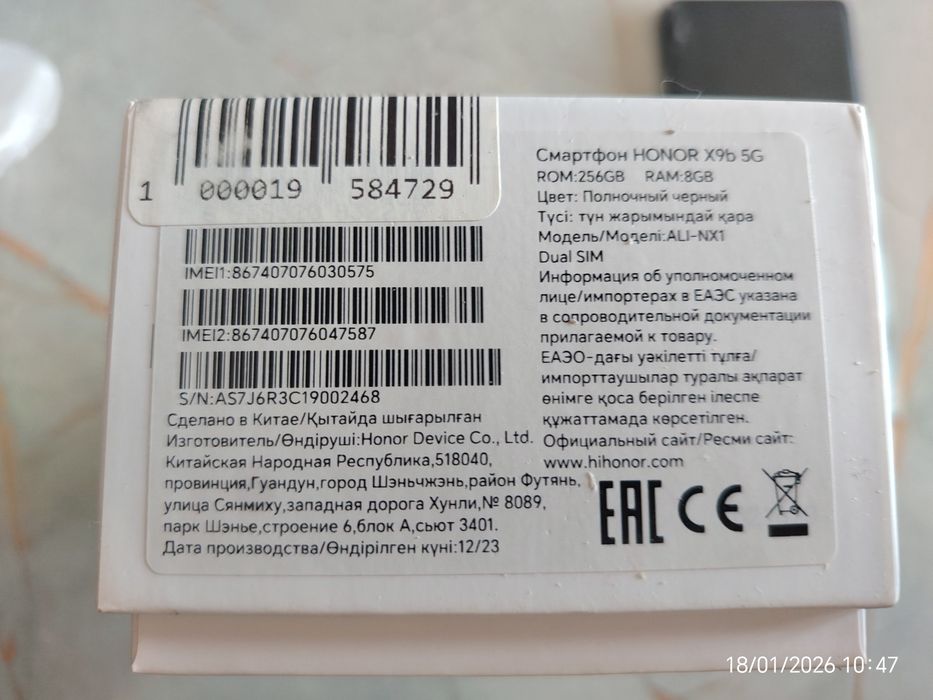 1 000019 584729
IMEI1:867407076030575
IMEI2:867407076047587
S/N:AS7J6R3C19002468
Сделано в Китае/Қытайда шығарылған
Изготовитель/Өндіруші:Honor Device Co., Ltd.
Китайская Народная Республика,518040,
провинция,Гуандун,город Шэньчжэнь,район Футянь,
улица Сянмиху,западная дорога Хунли,№ 8089,
парк Шэнье,строение 6,блок А,сьют 3401.
Дата производства/Өндірілген күні:12/23
Смартфон HONOR X9b 5G
ROM:256GB RAM:8GB
Цвет: Полночный черный
Түсі: түн жарымындай қара
Модель/Моделі:ALI-NX1
Dual SIM
Информация об уполномоченном
лице/импортерах в ЕАЭС указана
в сопроводительной документации
прилагаемой к товару.
ЕАЭО-дағы уәкілетті тұлға/
импорттаушылар туралы ақпарат
өнімге қоса берілген ілеспе
құжаттамада көрсетілген.
Официальный сайт/Ресми сайт:
www.hihonor.com
EAC CE
18/01/2026 10:47